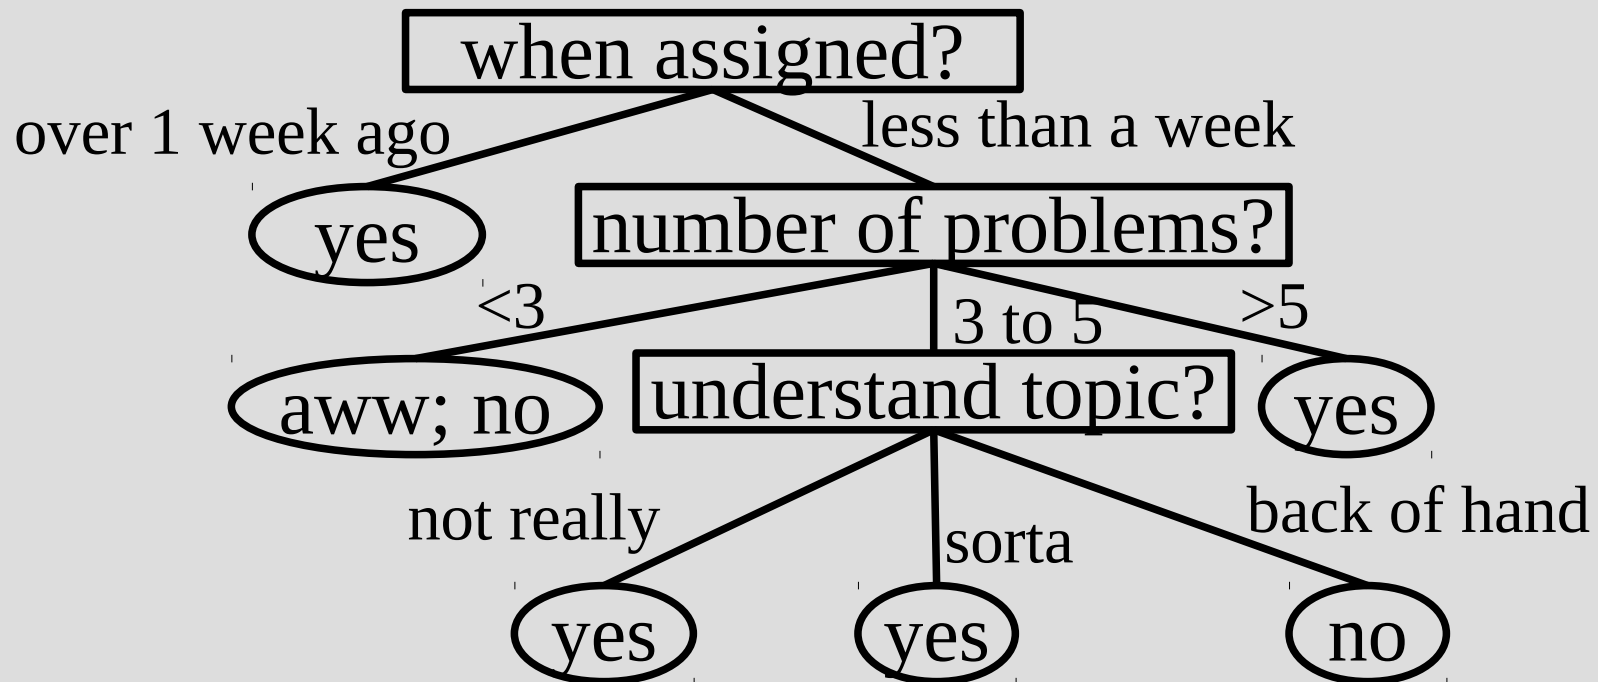 when assigned?
over 1 week ago
less than a week
yes
number of problems?
<3
3 to 5
>5
aww; no
understand topic?
yes
not really
sorta
back of hand
yes
yes
no